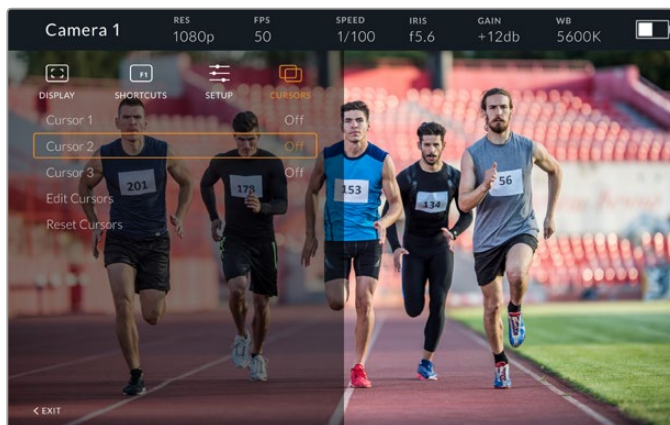 Camera 1
RES FPS SPEED IRIS GAIN WB
1080p 50 1/100 f5.6 +12db 5600K
DISPLAY SHORTCUTS SETUP CURSORS
F1
Cursor 1 Off
Cursor 2 Off
Cursor 3 Off
Edit Cursors
Reset Cursors
201
178
153
134
56
< EXIT